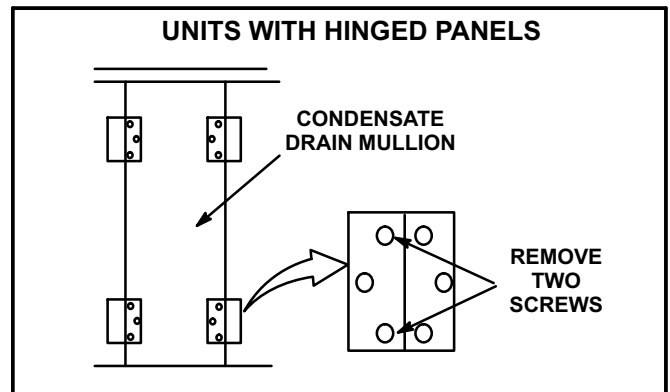 UNITS WITH HINGED PANELS
CONDENSATE
DRAIN MULLION
REMOVE
TWO
SCREWS